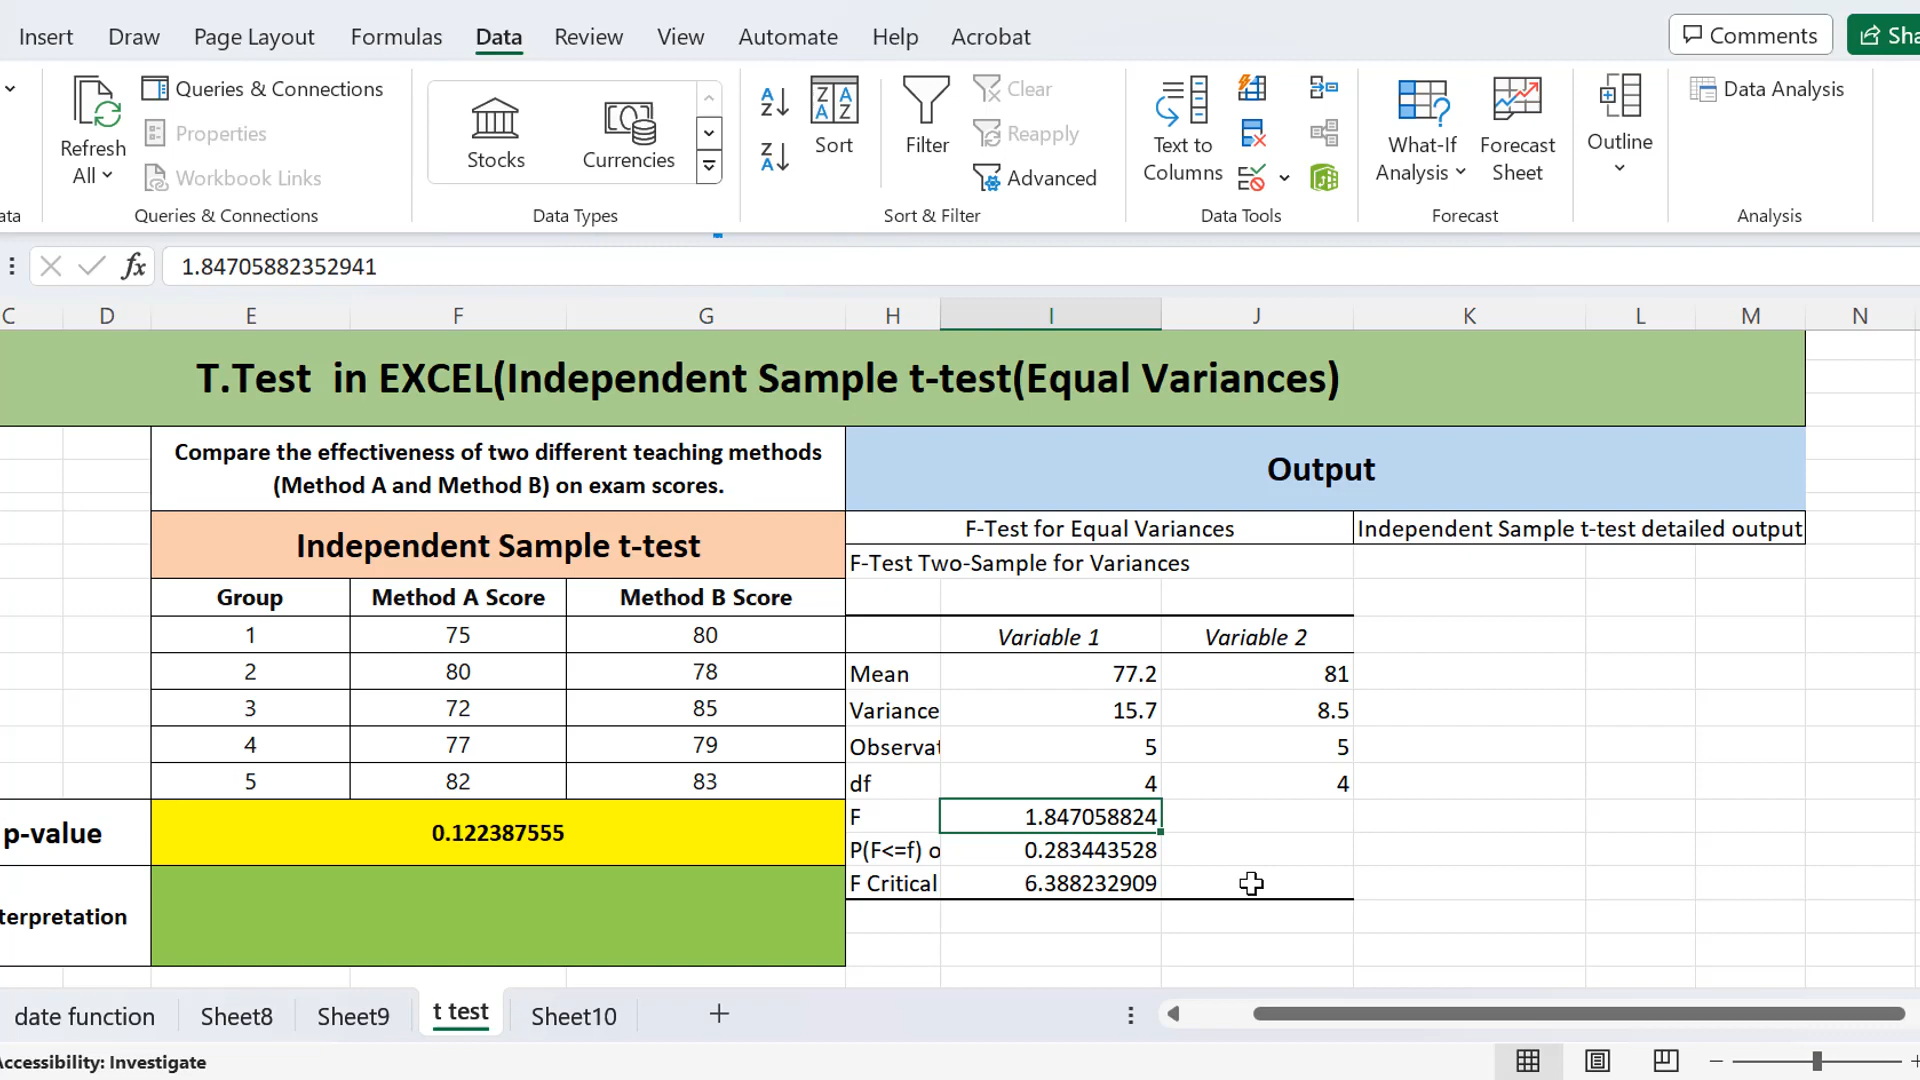 Insert Draw Page Layout Formulas Data Review View Automate Help Acrobat Comments Sha
Refresh All
Queries & Connections
Properties
Workbook Links
Stocks Currencies
Sort
Filter
Clear
Reapply
Advanced
Text to Columns
What-If Analysis
Forecast Sheet
Outline
Data Analysis
ata Queries & Connections Data Types Sort & Filter Data Tools Forecast Analysis
fx 1.84705882352941
C D E F G H I J K L M N
T.Test in EXCEL(Independent Sample t-test(Equal Variances)
Compare the effectiveness of two different teaching methods
(Method A and Method B) on exam scores.
Output
Independent Sample t-test
F-Test for Equal Variances Independent Sample t-test detailed output
F-Test Two-Sample for Variances
Group Method A Score Method B Score
1 75 80 Variable 1 Variable 2
2 80 78 Mean 77.2 81
3 72 85 Variance 15.7 8.5
4 77 79 Observat 5 5
5 82 83 df 4 4
p-value 0.122387555
F 1.847058824
P(F<=f) o 0.283443528
F Critical 6.388232909
terpretation
date function Sheet8 Sheet9 t test Sheet10
Accessibility: Investigate